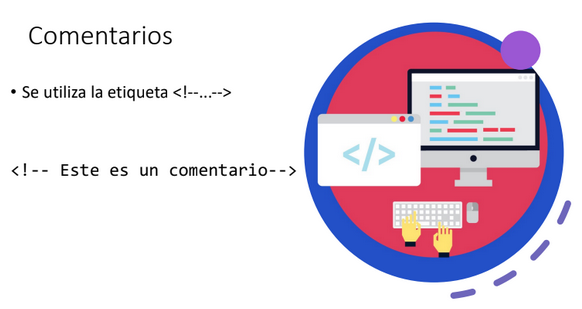 Comentarios
• Se utiliza la etiqueta <!--...-->
<!-- Este es un comentario-->
</>